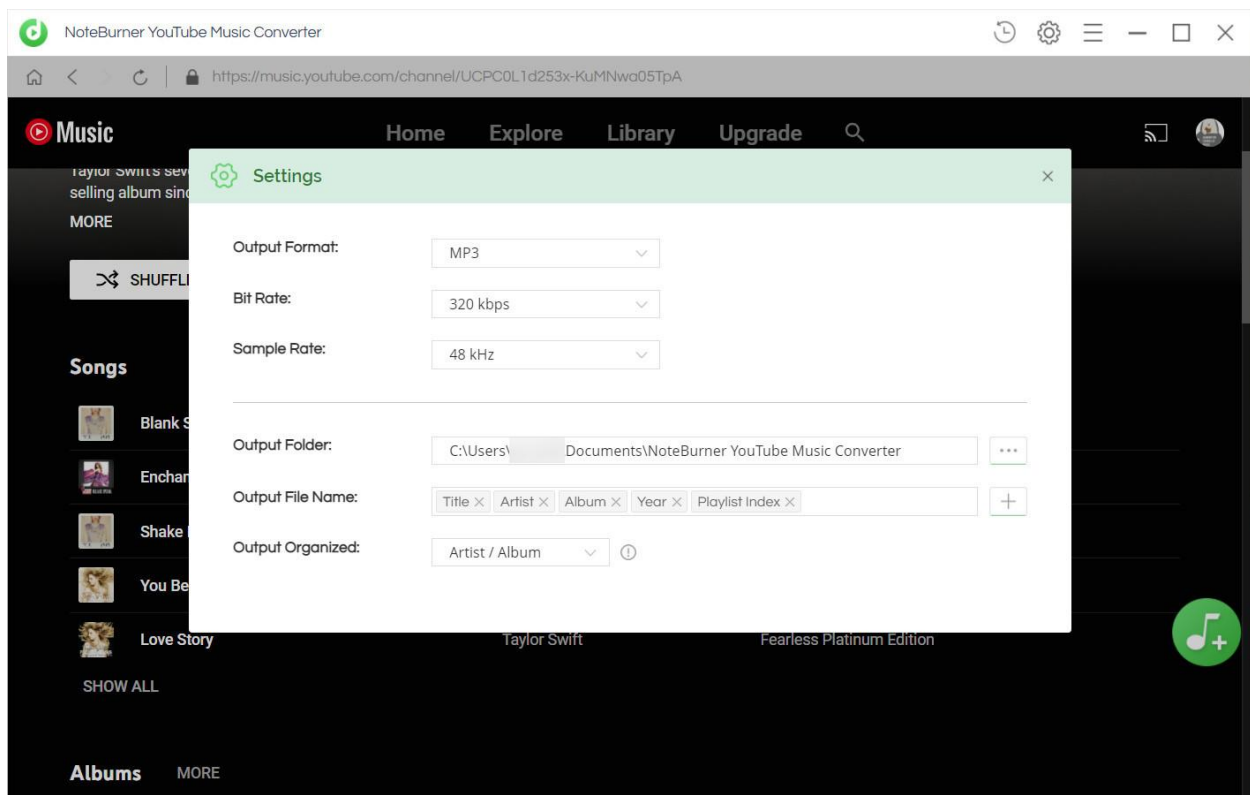 NoteBurner YouTube Music Converter
https://music.youtube.com/channel/UCPC0L1d253x-KuMNwa05TpA
Music Home Explore Library Upgrade
Taylor Swift's
selling album
MORE
Settings
Output Format: MP3
SHUFFL
Bit Rate: 320 kbps
Sample Rate: 48 kHz
Songs
Blank S
Output Folder: C:\Users\ Documents\NoteBurner YouTube Music Converter ...
Enchan
Output File Name: Title Artist Album Year Playlist Index
Shake
Output Organized: Artist / Album
You Be
Love Story Taylor Swift Fearless Platinum Edition
SHOW ALL
Albums MORE